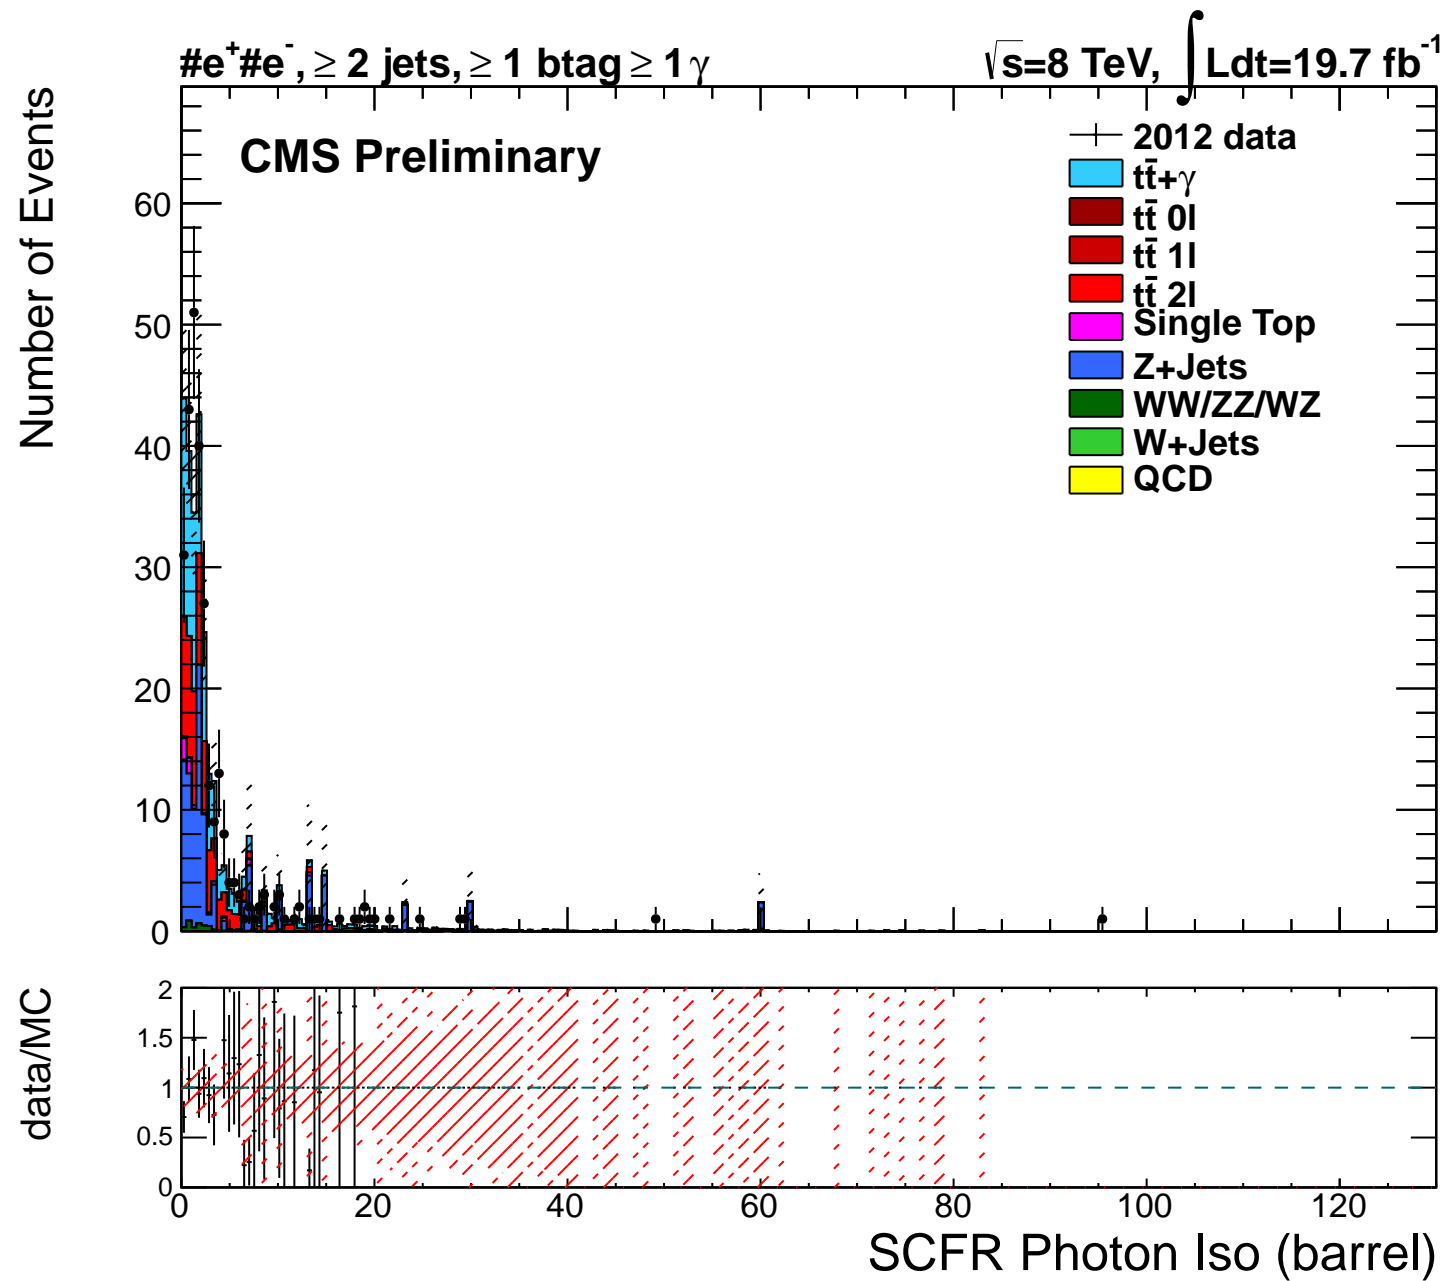 #e⁺#e⁻, ≥ 2 jets, ≥ 1 btag ≥ 1 γ
√s=8 TeV, ∫ Ldt=19.7 fb⁻¹
CMS Preliminary
2012 data
tt̄+γ
tt̄ 0l
tt̄ 1l
tt̄ 2l
Single Top
Z+Jets
WW/ZZ/WZ
W+Jets
QCD
Number of Events
60
50
40
30
20
10
0
data/MC
2
1.5
1
0.5
0
0 20 40 60 80 100 120
SCFR Photon Iso (barrel)